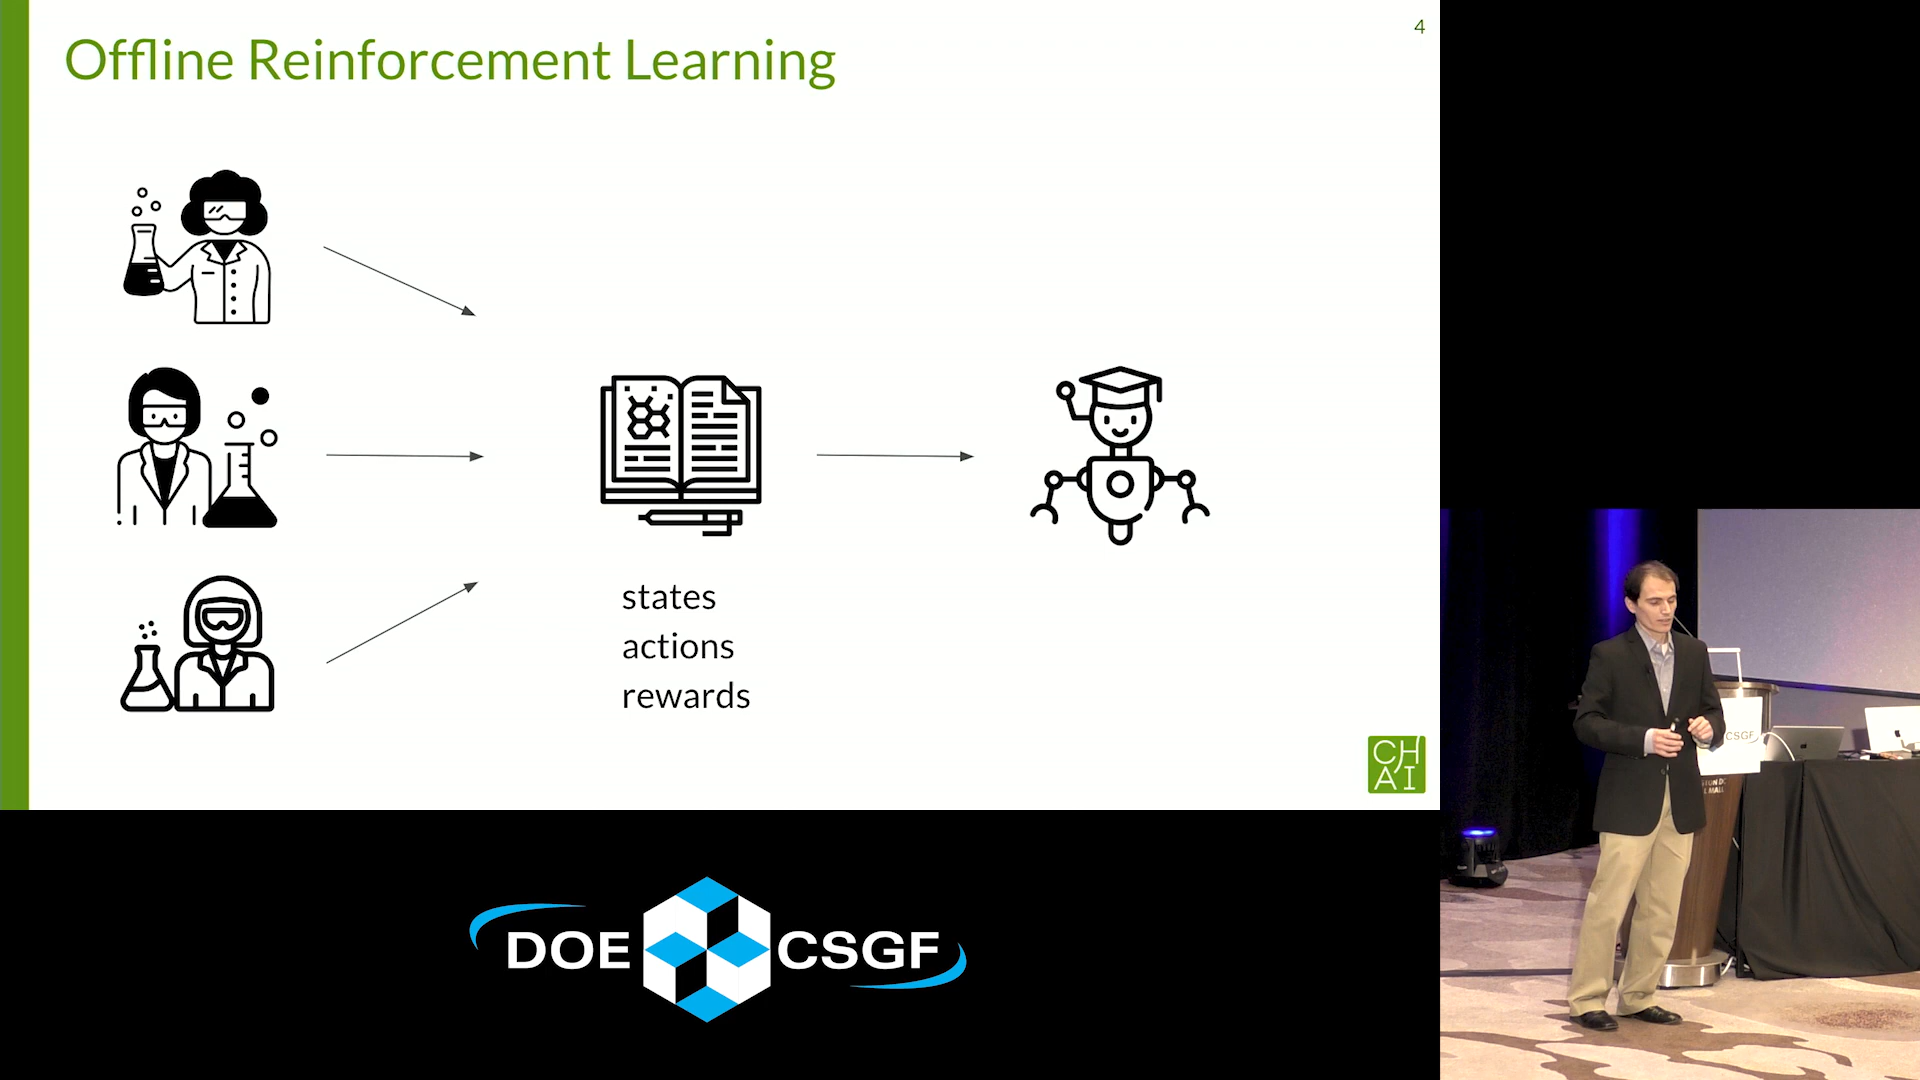 4
Offline Reinforcement Learning
states
actions
rewards
CH
AI
DOE CSGF
CSGF